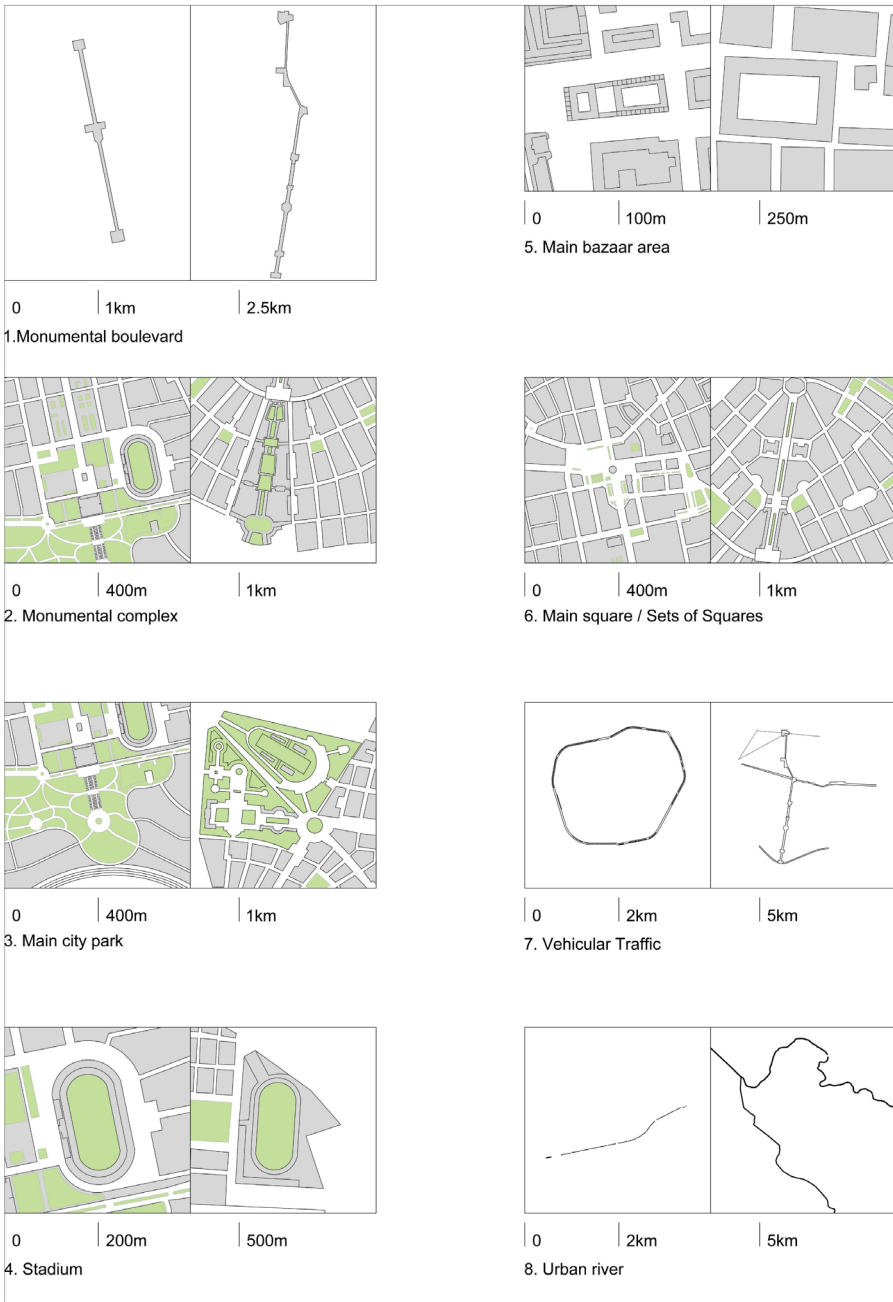 0 1km 2.5km
1.Monumental boulevard
0 400m 1km
2. Monumental complex
0 400m 1km
3. Main city park
0 200m 500m
4. Stadium
0 100m 250m
5. Main bazaar area
0 400m 1km
6. Main square / Sets of Squares
0 2km 5km
7. Vehicular Traffic
0 2km 5km
8. Urban river